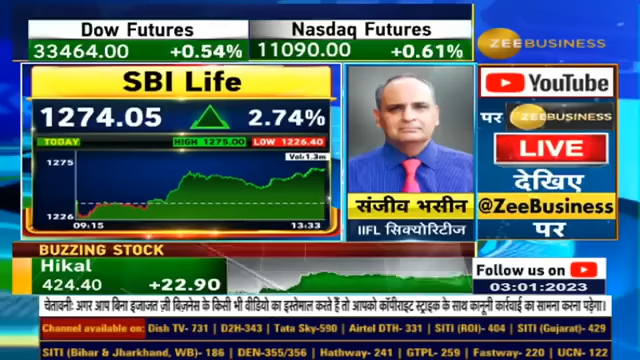 Dow Futures
33464.00 +0.54%
Nasdaq Futures
11090.00 +0.61%
ZEEBUSINESS
SBI Life
1274.05 2.74%
TODAY HIGH 1275.00 LOW 1226.40
Vol:1.3m
1275
1226
09:15 13:33
संजीव भसीन
IIFL सिक्योरिटीज
YouTube
पर ZEEBUSINESS
LIVE
देखिए
@ZeeBusiness
पर
BUZZING STOCK
Hikal
424.40 +22.90
Follow us on
03:01:2023
चेतावनी: अगर आप बिना इजाजत ज़ी बिज़नेस के किसी भी वीडियो का इस्तेमाल करते हैं तो आपको कॉपीराइट स्ट्राइक के साथ कानूनी कार्रवाई का सामना करना पड़ेगा।
Channel available on: Dish TV- 731 | D2H-343 | Tata Sky-590 | Airtel DTH- 331 | SITI (ROI)- 404 | SITI (Gujarat)- 429
SITI (Bihar & Jharkhand, WB)- 186 | DEN-355/356 | Hathway- 241 | GTPL- 259 | Fastway- 220 | UCN- 122